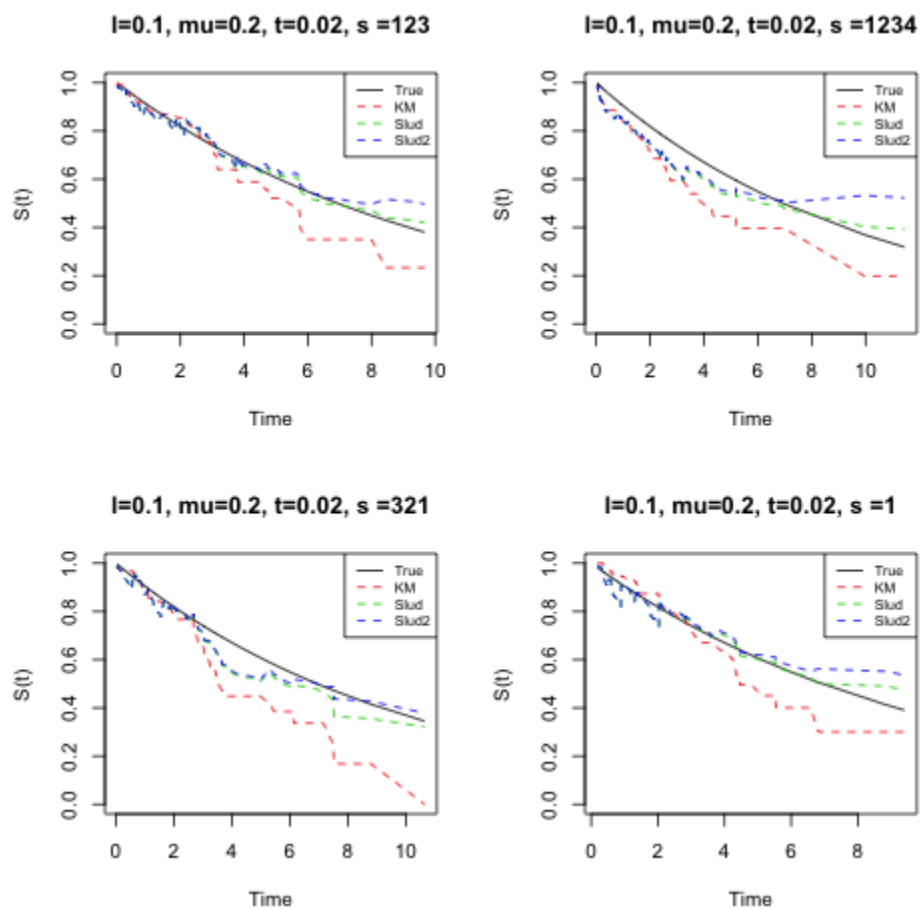 l=0.1, mu=0.2, t=0.02, s =123
True
KM
Slud
Slud2
S(t)
0.0 0.2 0.4 0.6 0.8 1.0
0 2 4 6 8 10
Time
l=0.1, mu=0.2, t=0.02, s =1234
True
KM
Slud
Slud2
S(t)
0.0 0.2 0.4 0.6 0.8 1.0
0 2 4 6 8 10
Time
l=0.1, mu=0.2, t=0.02, s =321
True
KM
Slud
Slud2
S(t)
0.0 0.2 0.4 0.6 0.8 1.0
0 2 4 6 8 10
Time
l=0.1, mu=0.2, t=0.02, s =1
True
KM
Slud
Slud2
S(t)
0.0 0.2 0.4 0.6 0.8 1.0
0 2 4 6 8
Time